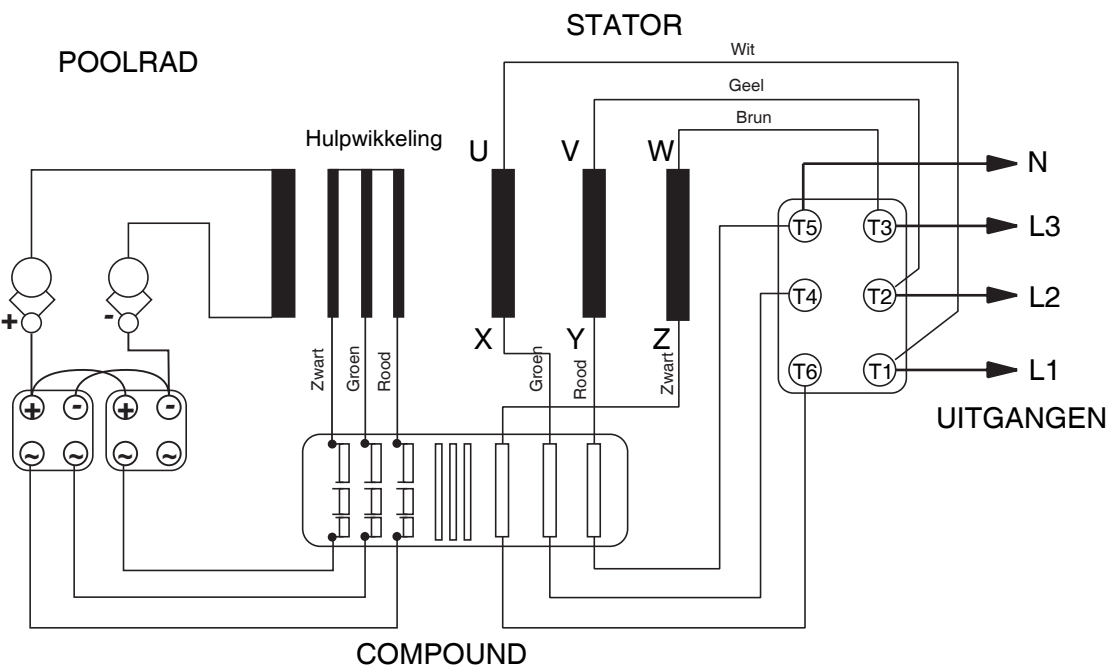 STATOR
POOLRAD
Wit
Geel
Brun
Hulpwikkeling
U
V
W
N
T5
T3
L3
T4
T2
L2
+
-
X
Y
Z
Zwart
Groen
Rood
Groen
Rood
Zwart
T6
T1
L1
+
-
+
-
UITGANGEN
~
~
~
~
COMPOUND